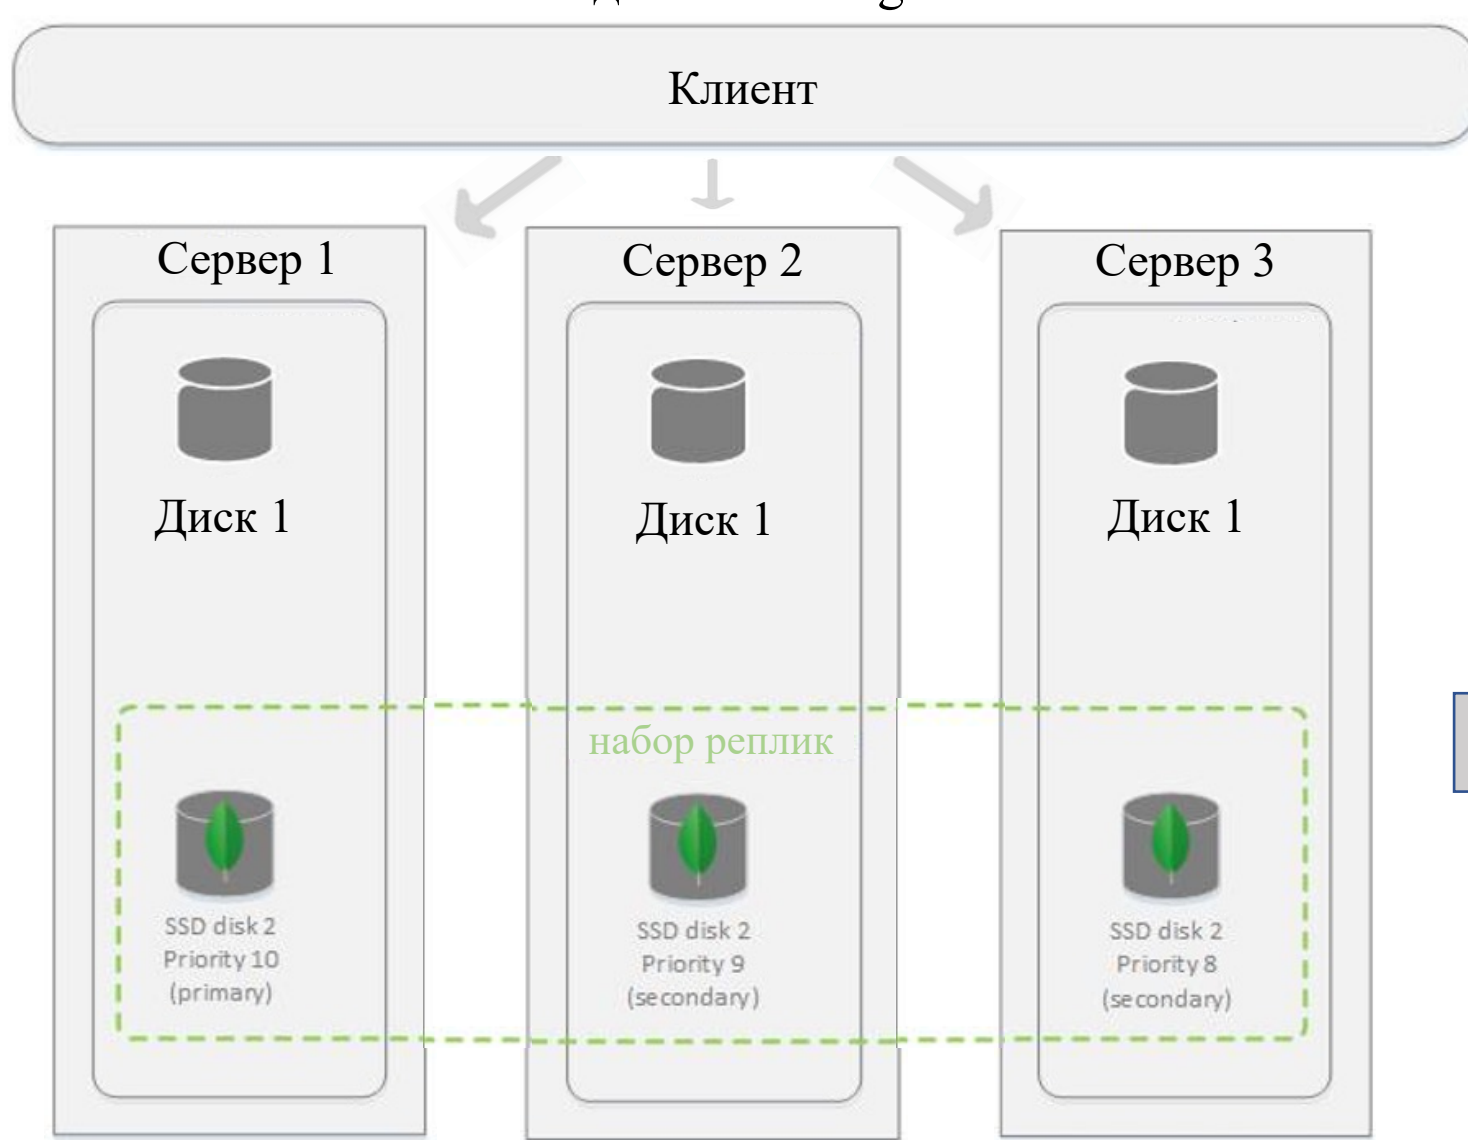 Клиент
Сервер 1
Сервер 2
Сервер 3
Диск 1
Диск 1
Диск 1
набор реплик
SSD disk 2
Priority 10
(primary)
SSD disk 2
Priority 9
(secondary)
SSD disk 2
Priority 8
(secondary)